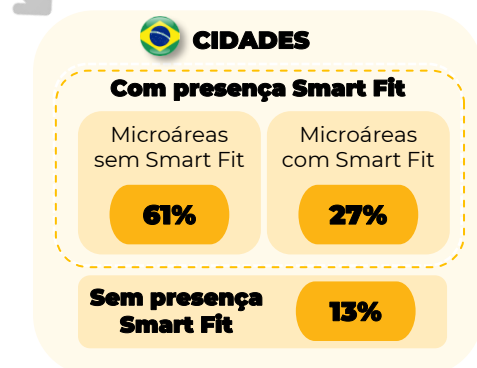 CIDADES
Com presença Smart Fit
Microáreas
sem Smart Fit
61%
Microáreas
com Smart Fit
27%
Sem presença
Smart Fit
13%